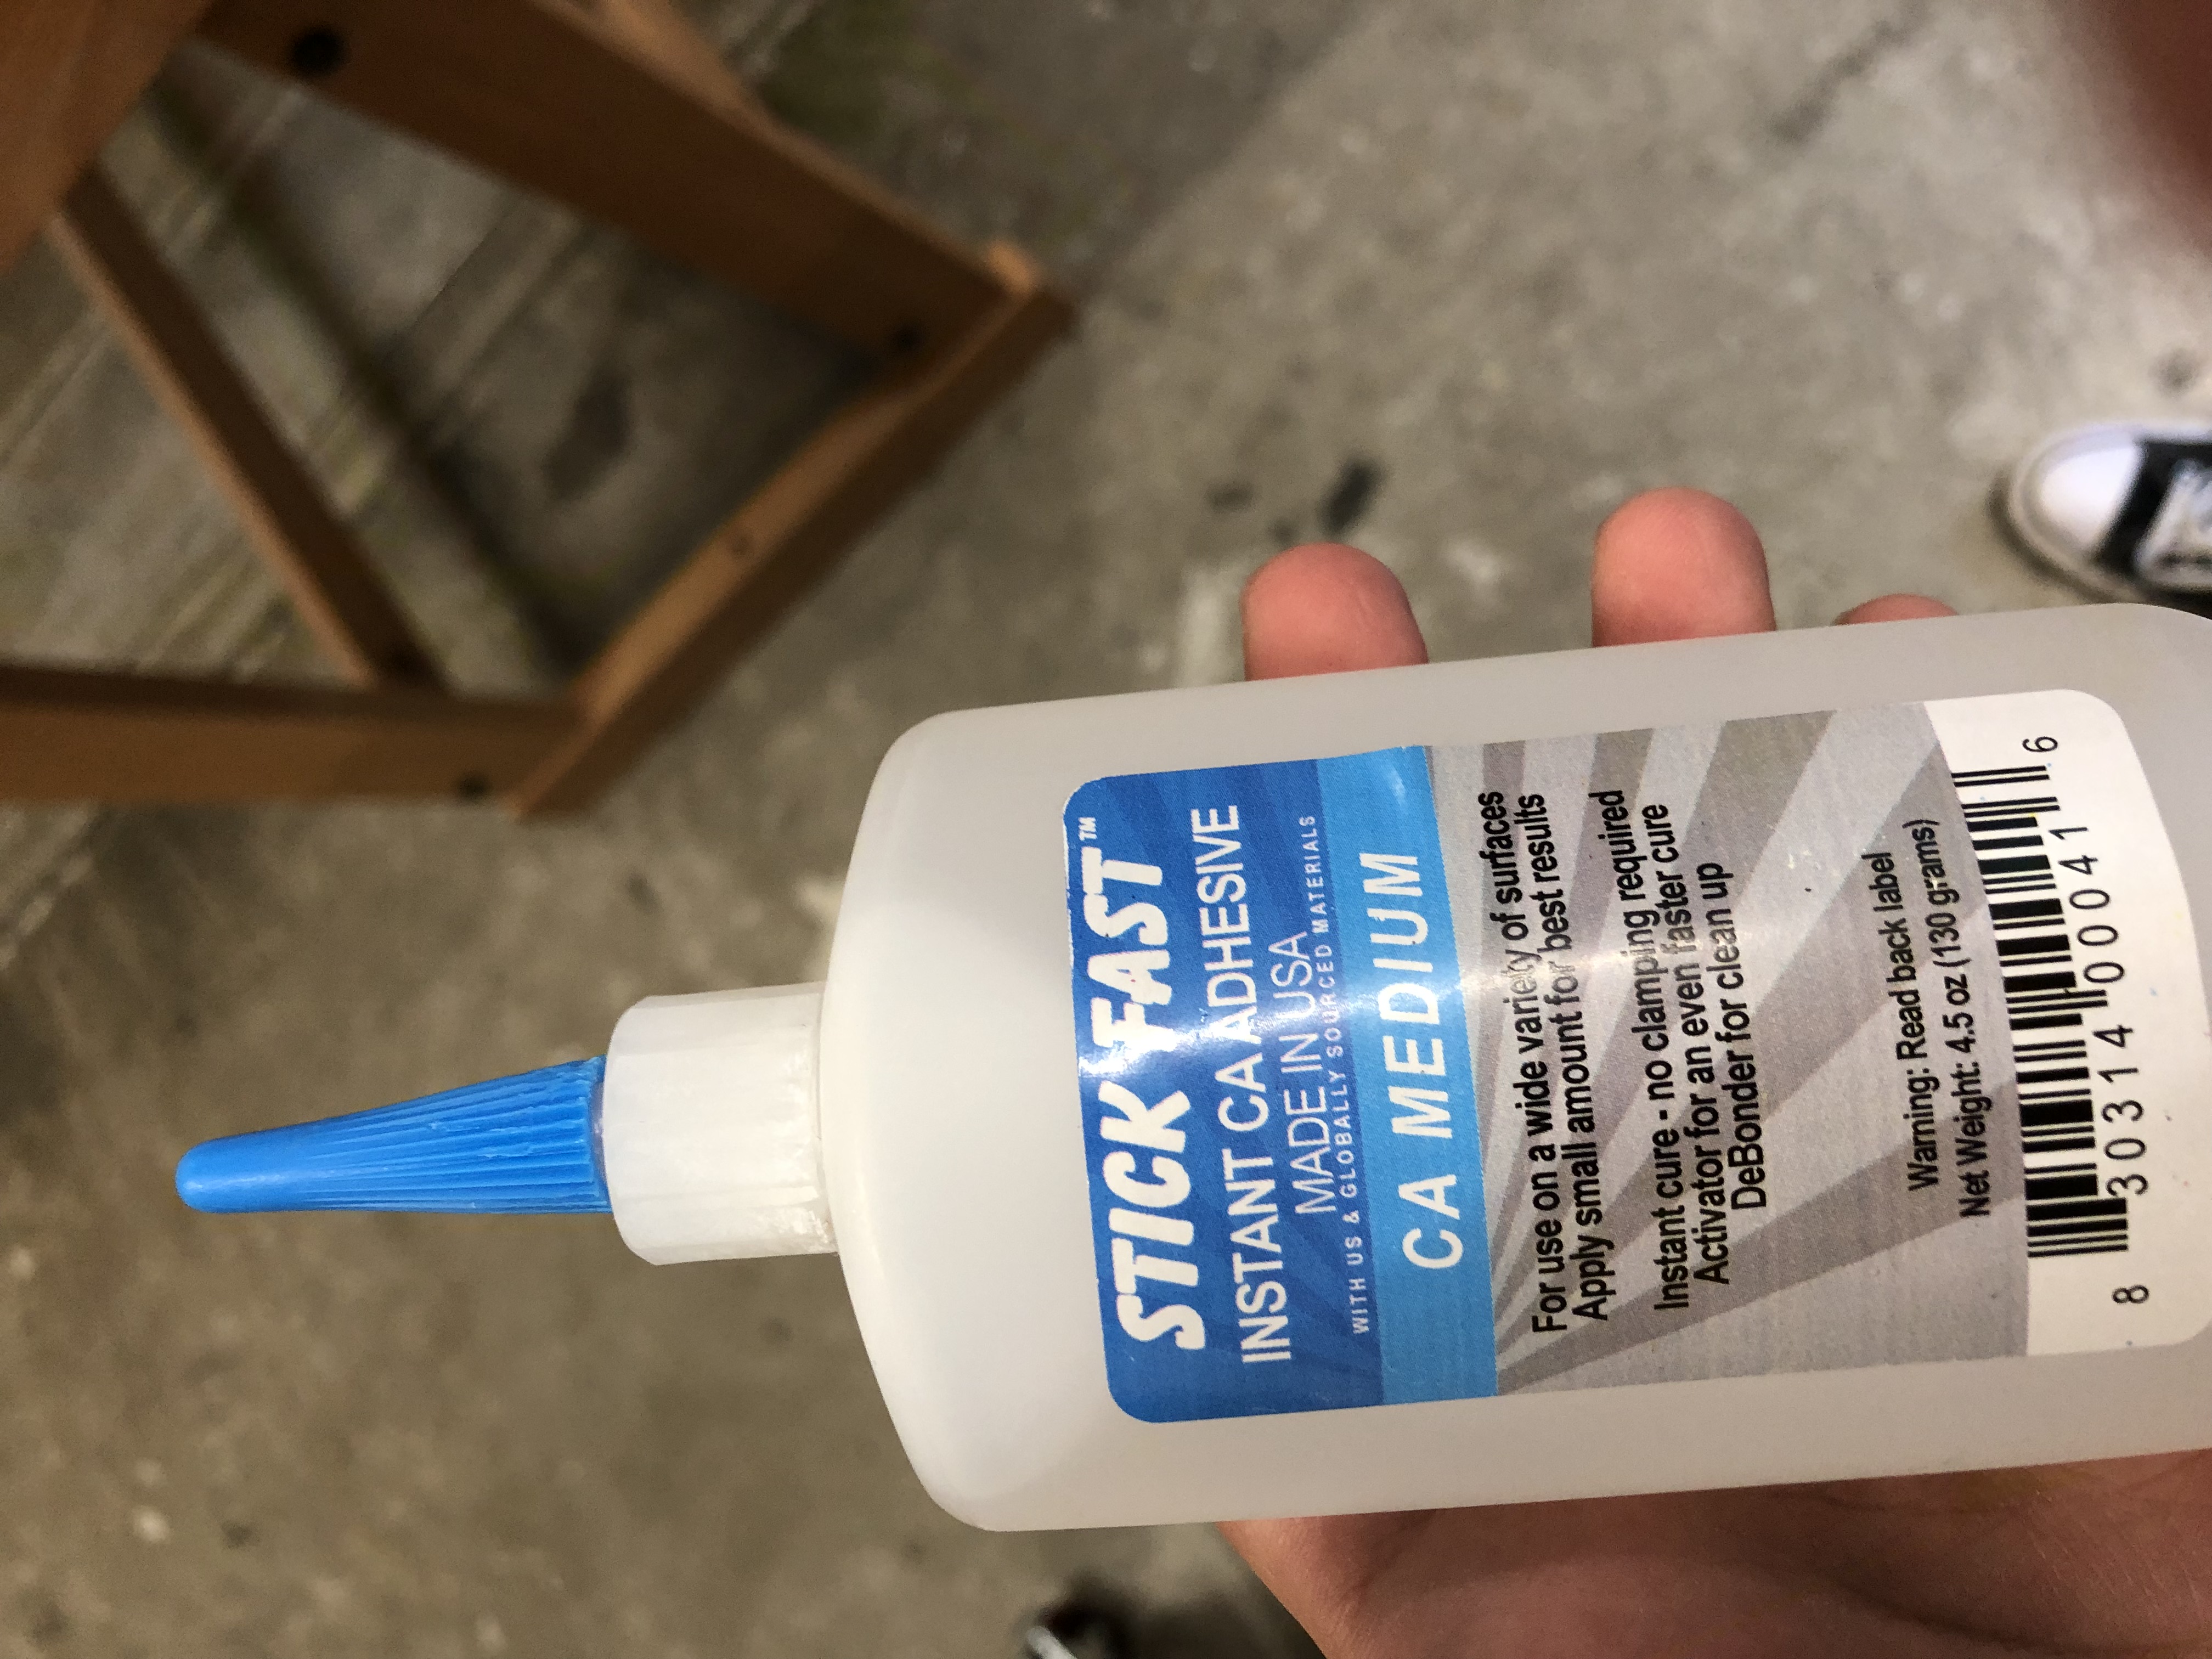 STICK FAST™
INSTANT CA ADHESIVE
MADE IN USA
WITH US & GLOBALLY SOURCED MATERIALS
CA MEDIUM
For use on a wide variety of surfaces
Apply small amount for best results
Instant cure - no clamping required
Activator for an even faster cure
DeBonder for clean up
Warning: Read back label
Net Weight: 4.5 oz (130 grams)
8 30314 00041 6